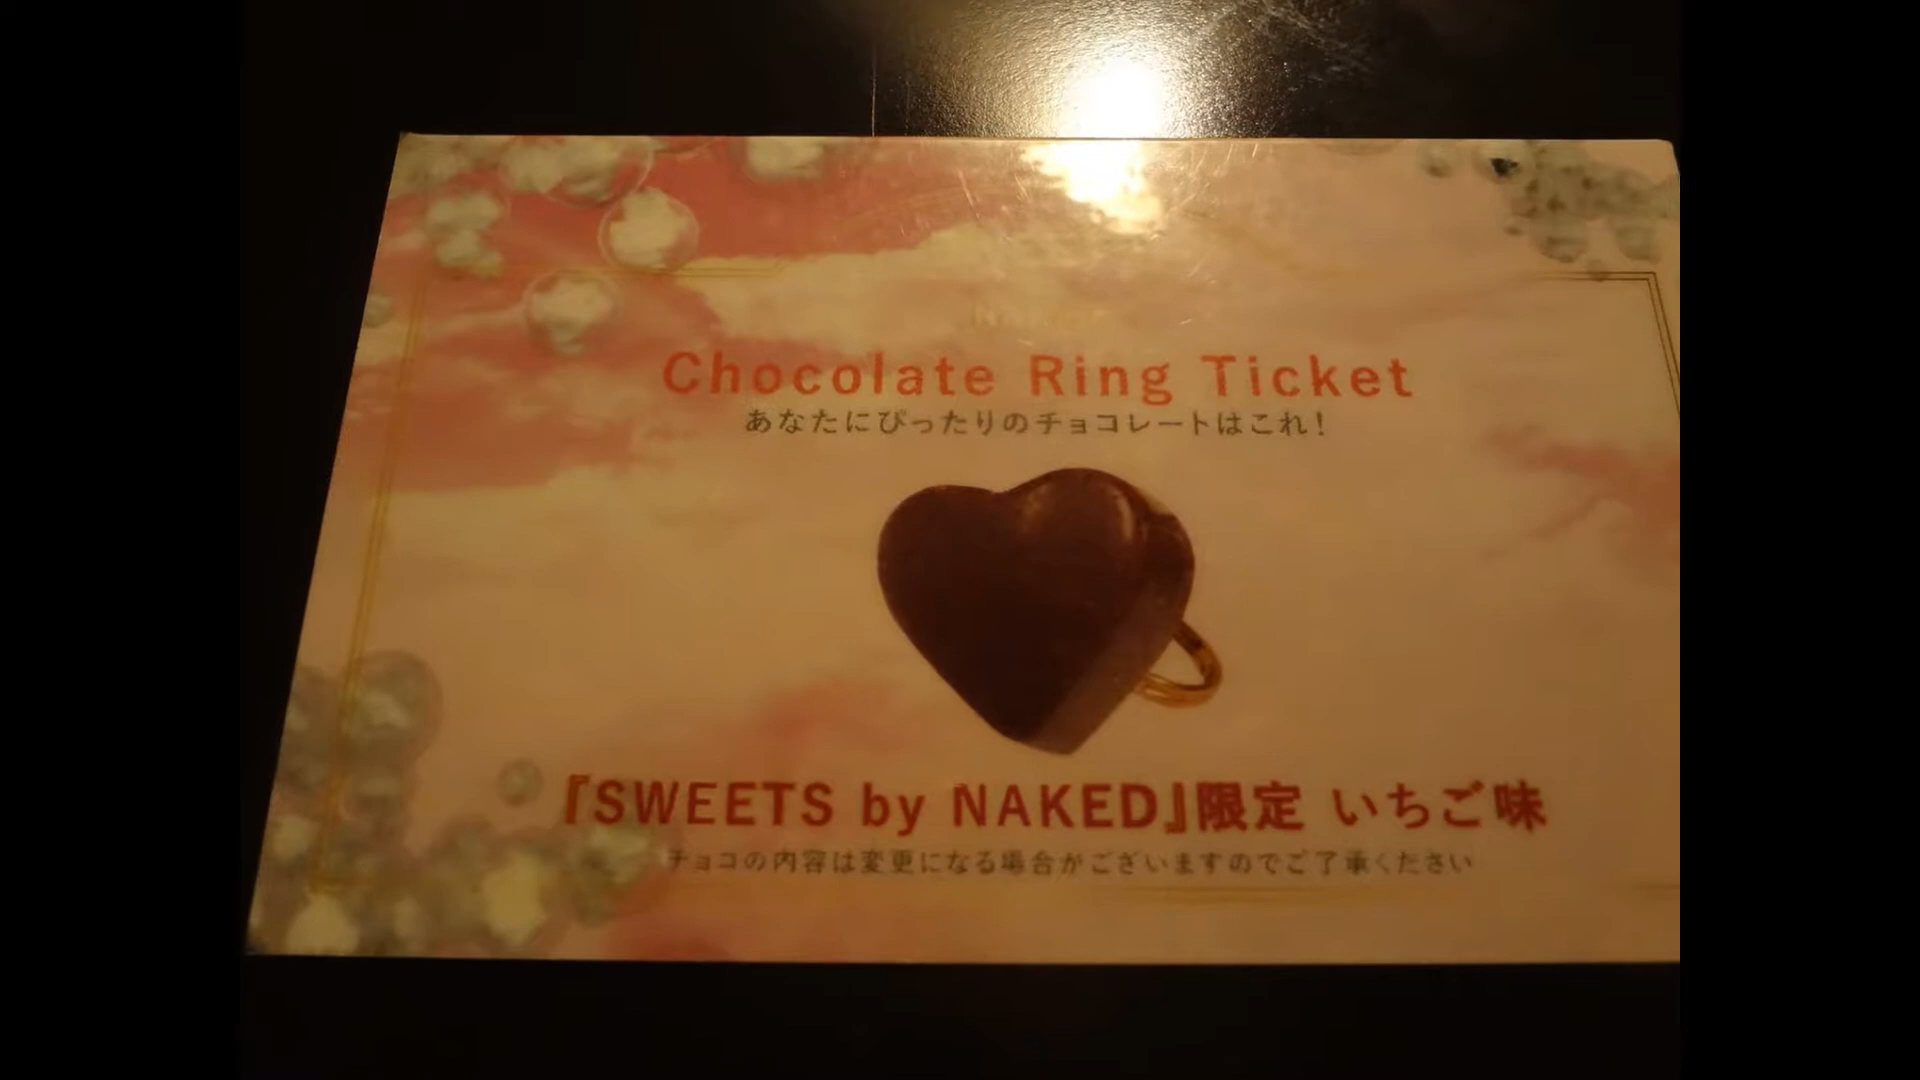 Chocolate Ring Ticket
あなたにぴったりのチョコレートはこれ!
『SWEETS by NAKED』限定 いちご味
チョコの内容は変更になる場合がございますのでご了承ください